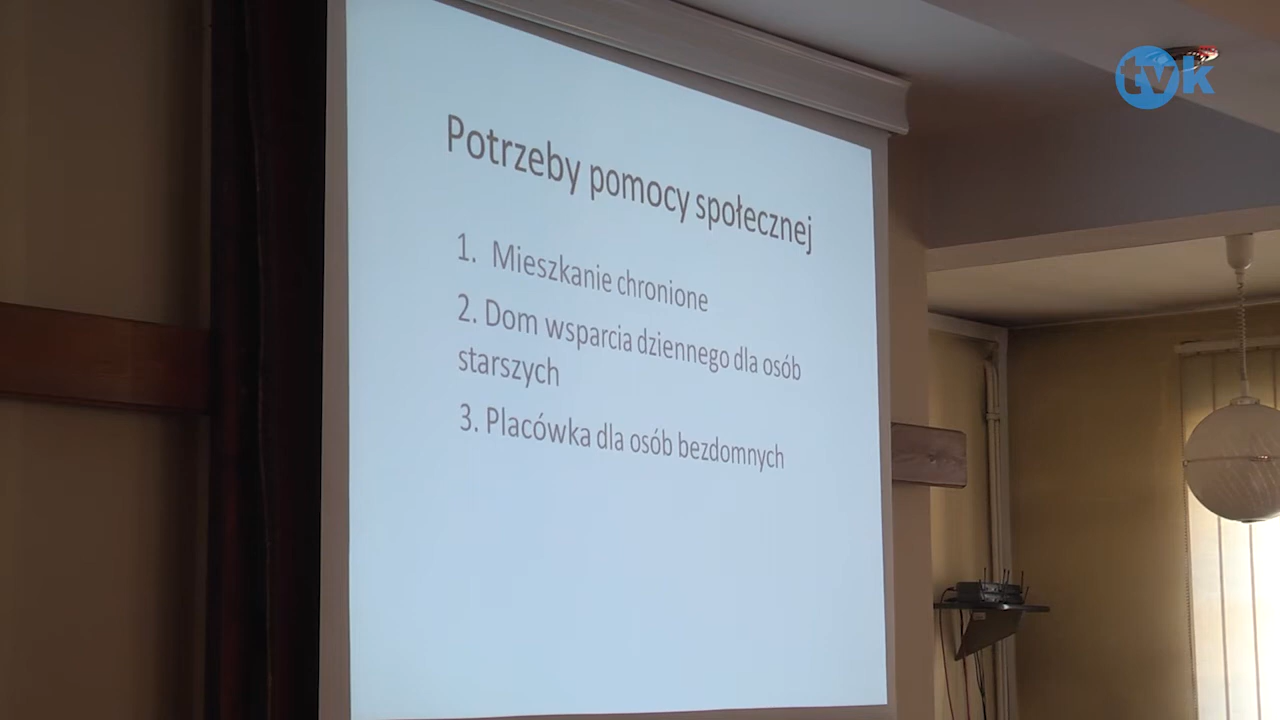 tvk
Potrzeby pomocy społecznej
1. Mieszkanie chronione
2. Dom wsparcia dziennego dla osób
starszych
3. Placówka dla osób bezdomnych